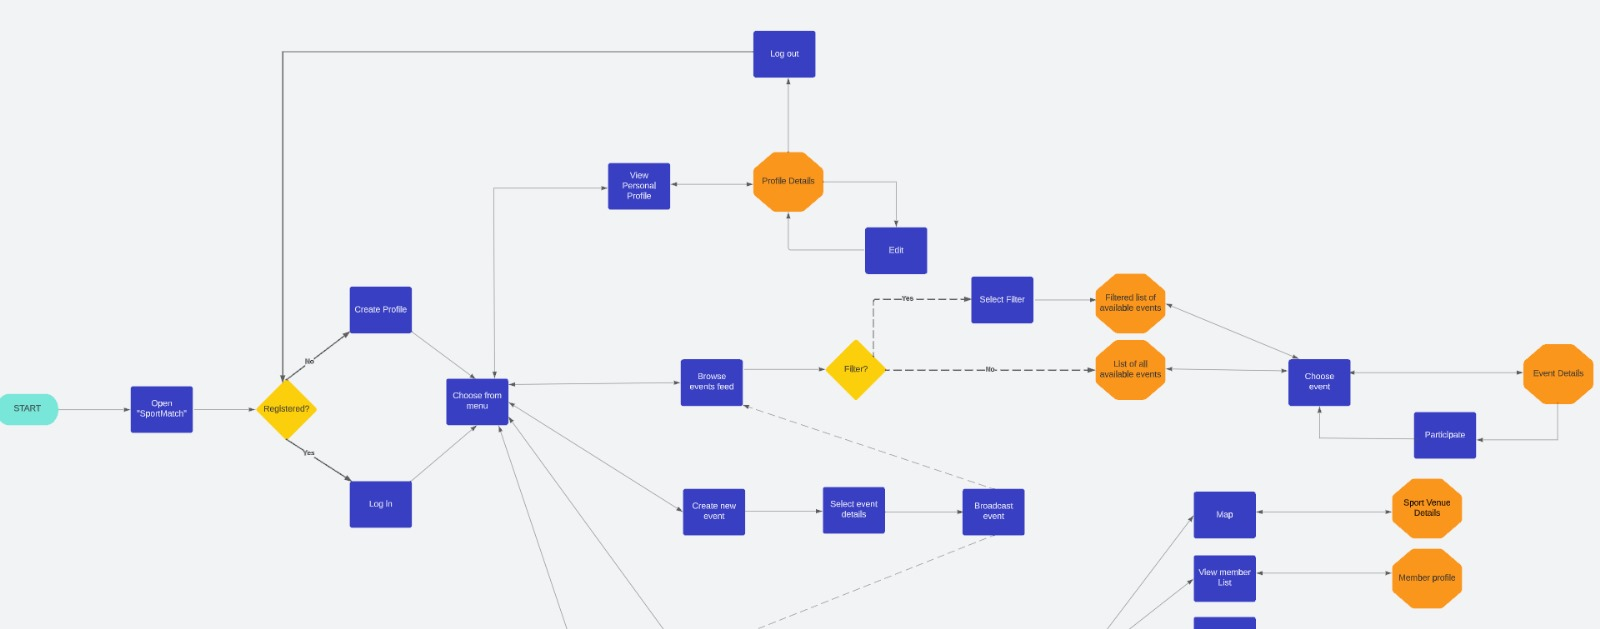 Log out
View
Personal
Profile
Profile Details
Edit
Create Profile
No
START
Open
"SportMatch"
Registered?
Yes
Log In
Choose from
menu
Browse
events feed
Filter?
Yes
No
Select Filter
Filtered list of
available events
List of all
available events
Choose
event
Event Details
Participate
Create new
event
Select event
details
Broadcast
event
Map
Sport Venue
Details
View member
List
Member profile